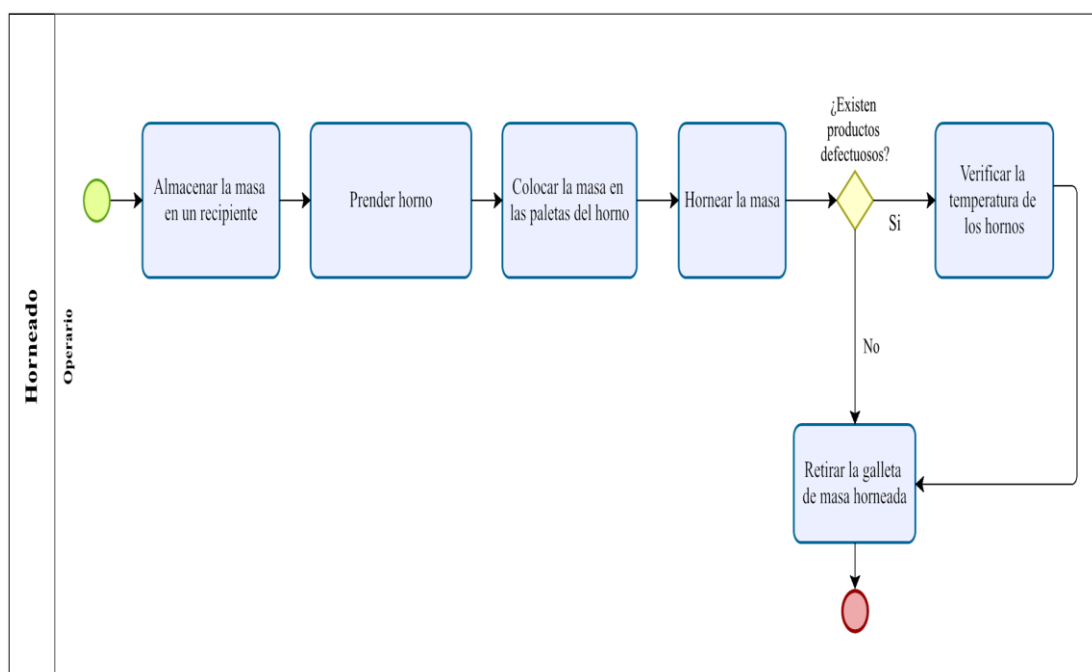 Horneado
Operario
Almacenar la masa
en un recipiente
Prender horno
Colocar la masa en
las paletas del horno
Hornear la masa
¿Existen
productos
defectuosos?
Si
Verificar la
temperatura de
los hornos
No
Retirar la galleta
de masa horneada